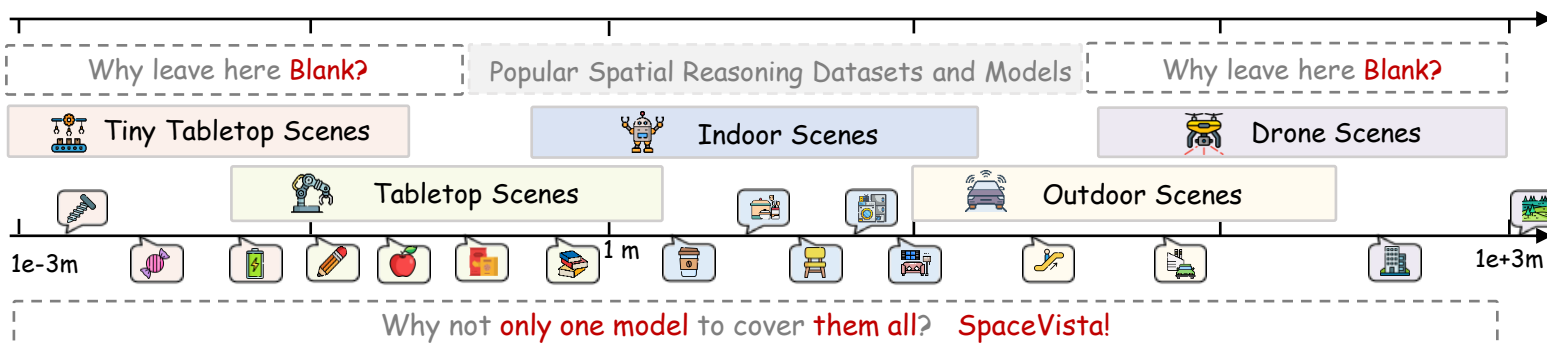 Why leave here Blank?
Popular Spatial Reasoning Datasets and Models
Why leave here Blank?
Tiny Tabletop Scenes
Indoor Scenes
Drone Scenes
Tabletop Scenes
Outdoor Scenes
1e-3m
1 m
1e+3m
Why not only one model to cover them all? SpaceVista!